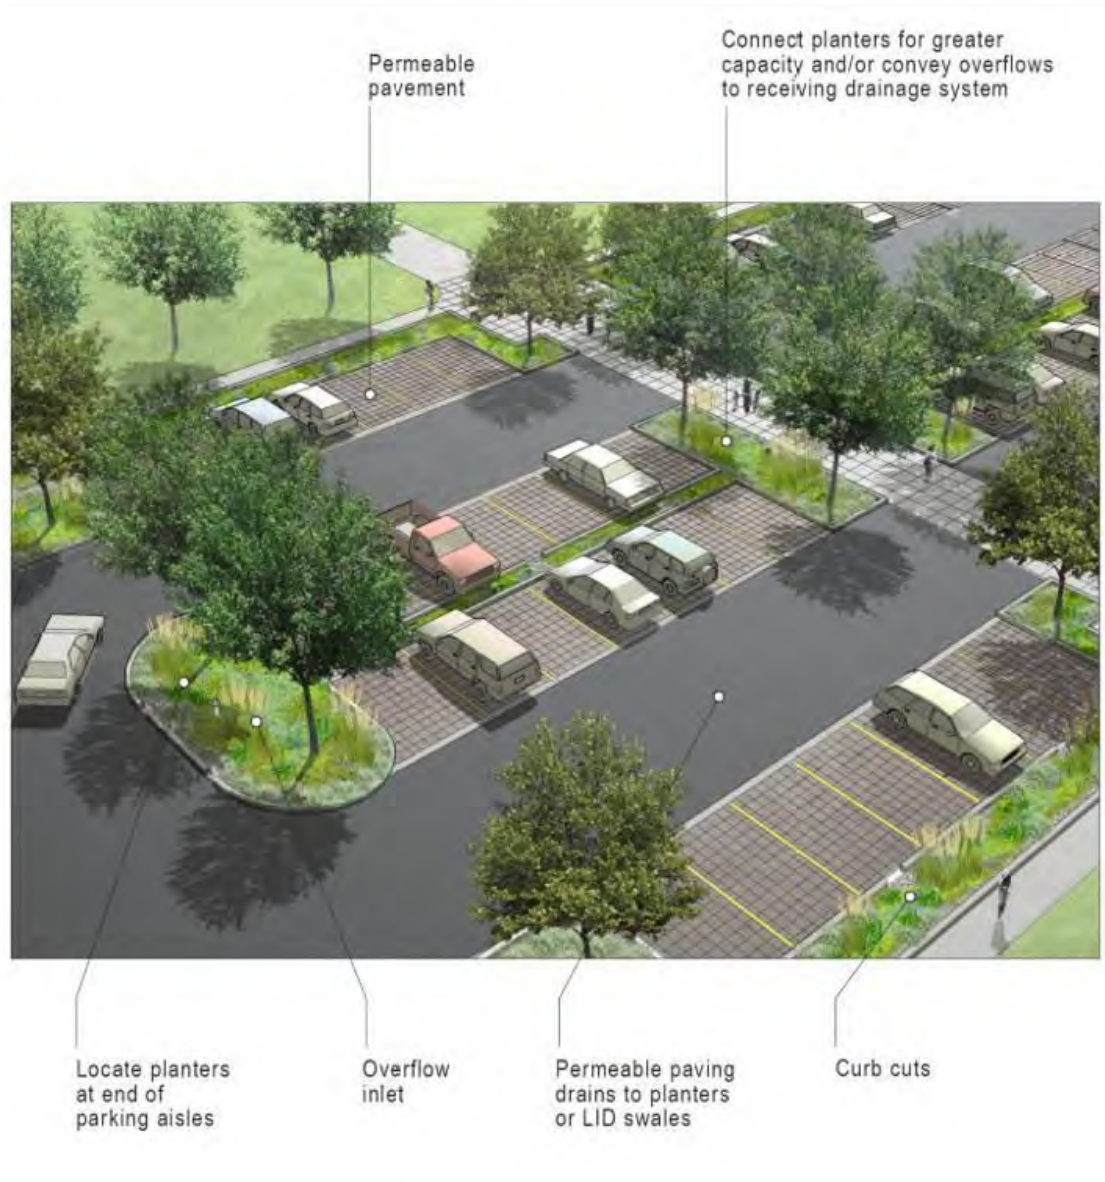 Permeable
pavement
Connect planters for greater
capacity and/or convey overflows
to receiving drainage system
Locate planters
at end of
parking aisles
Overflow
inlet
Permeable paving
drains to planters
or LID swales
Curb cuts